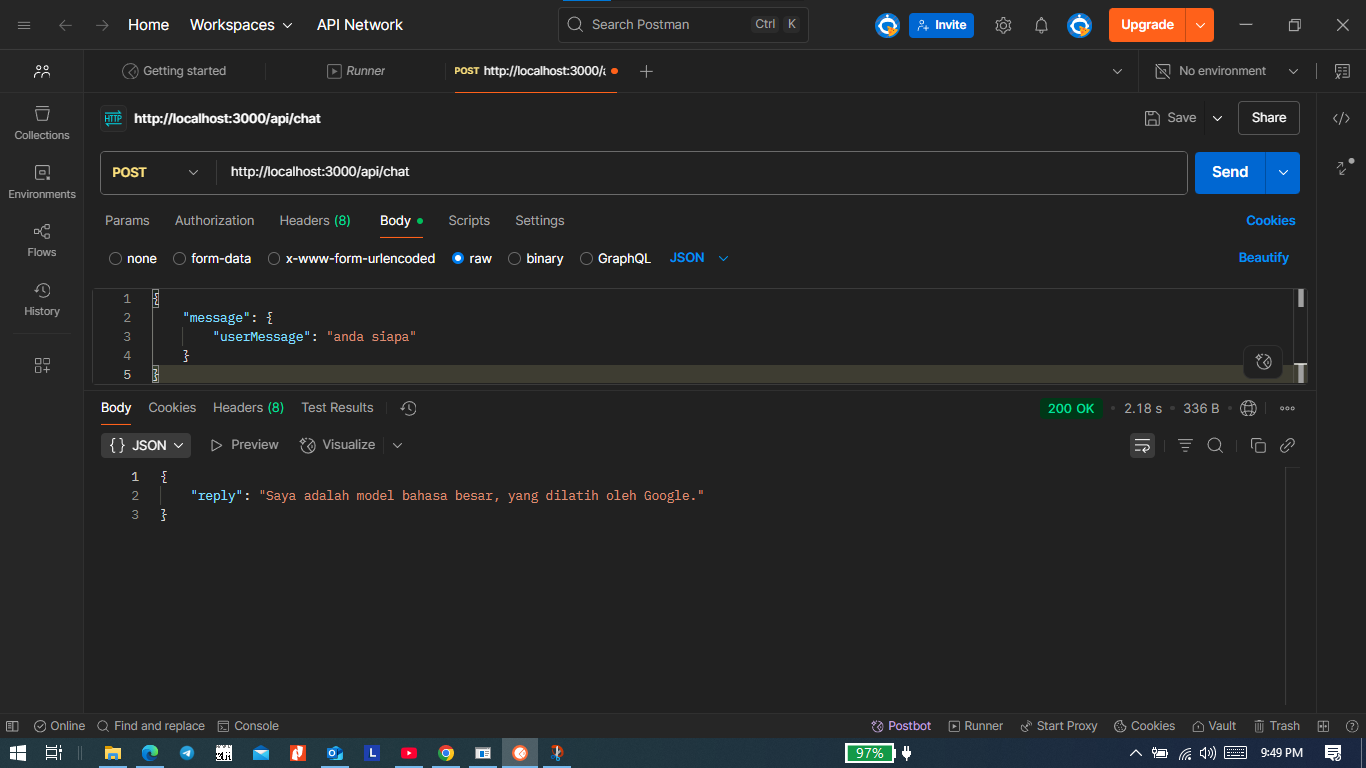 Home Workspaces API Network Search Postman Ctrl K Invite Upgrade
Getting started Runner POST http://localhost:3000/a No environment
HTTP http://localhost:3000/api/chat Save Share
Collections
POST http://localhost:3000/api/chat Send
Environments
Params Authorization Headers (8) Body Scripts Settings Cookies
Flows
none form-data x-www-form-urlencoded raw binary GraphQL JSON Beautify
History
1 {
2 "message": {
3 "userMessage": "anda siapa"
4 }
5 }
Body Cookies Headers (8) Test Results 200 OK 2.18 s 336 B
{} JSON Preview Visualize
1 {
2 "reply": "Saya adalah model bahasa besar, yang dilatih oleh Google."
3 }
Online Find and replace Console Postbot Runner Start Proxy Cookies Vault Trash
L 97% 9:49 PM